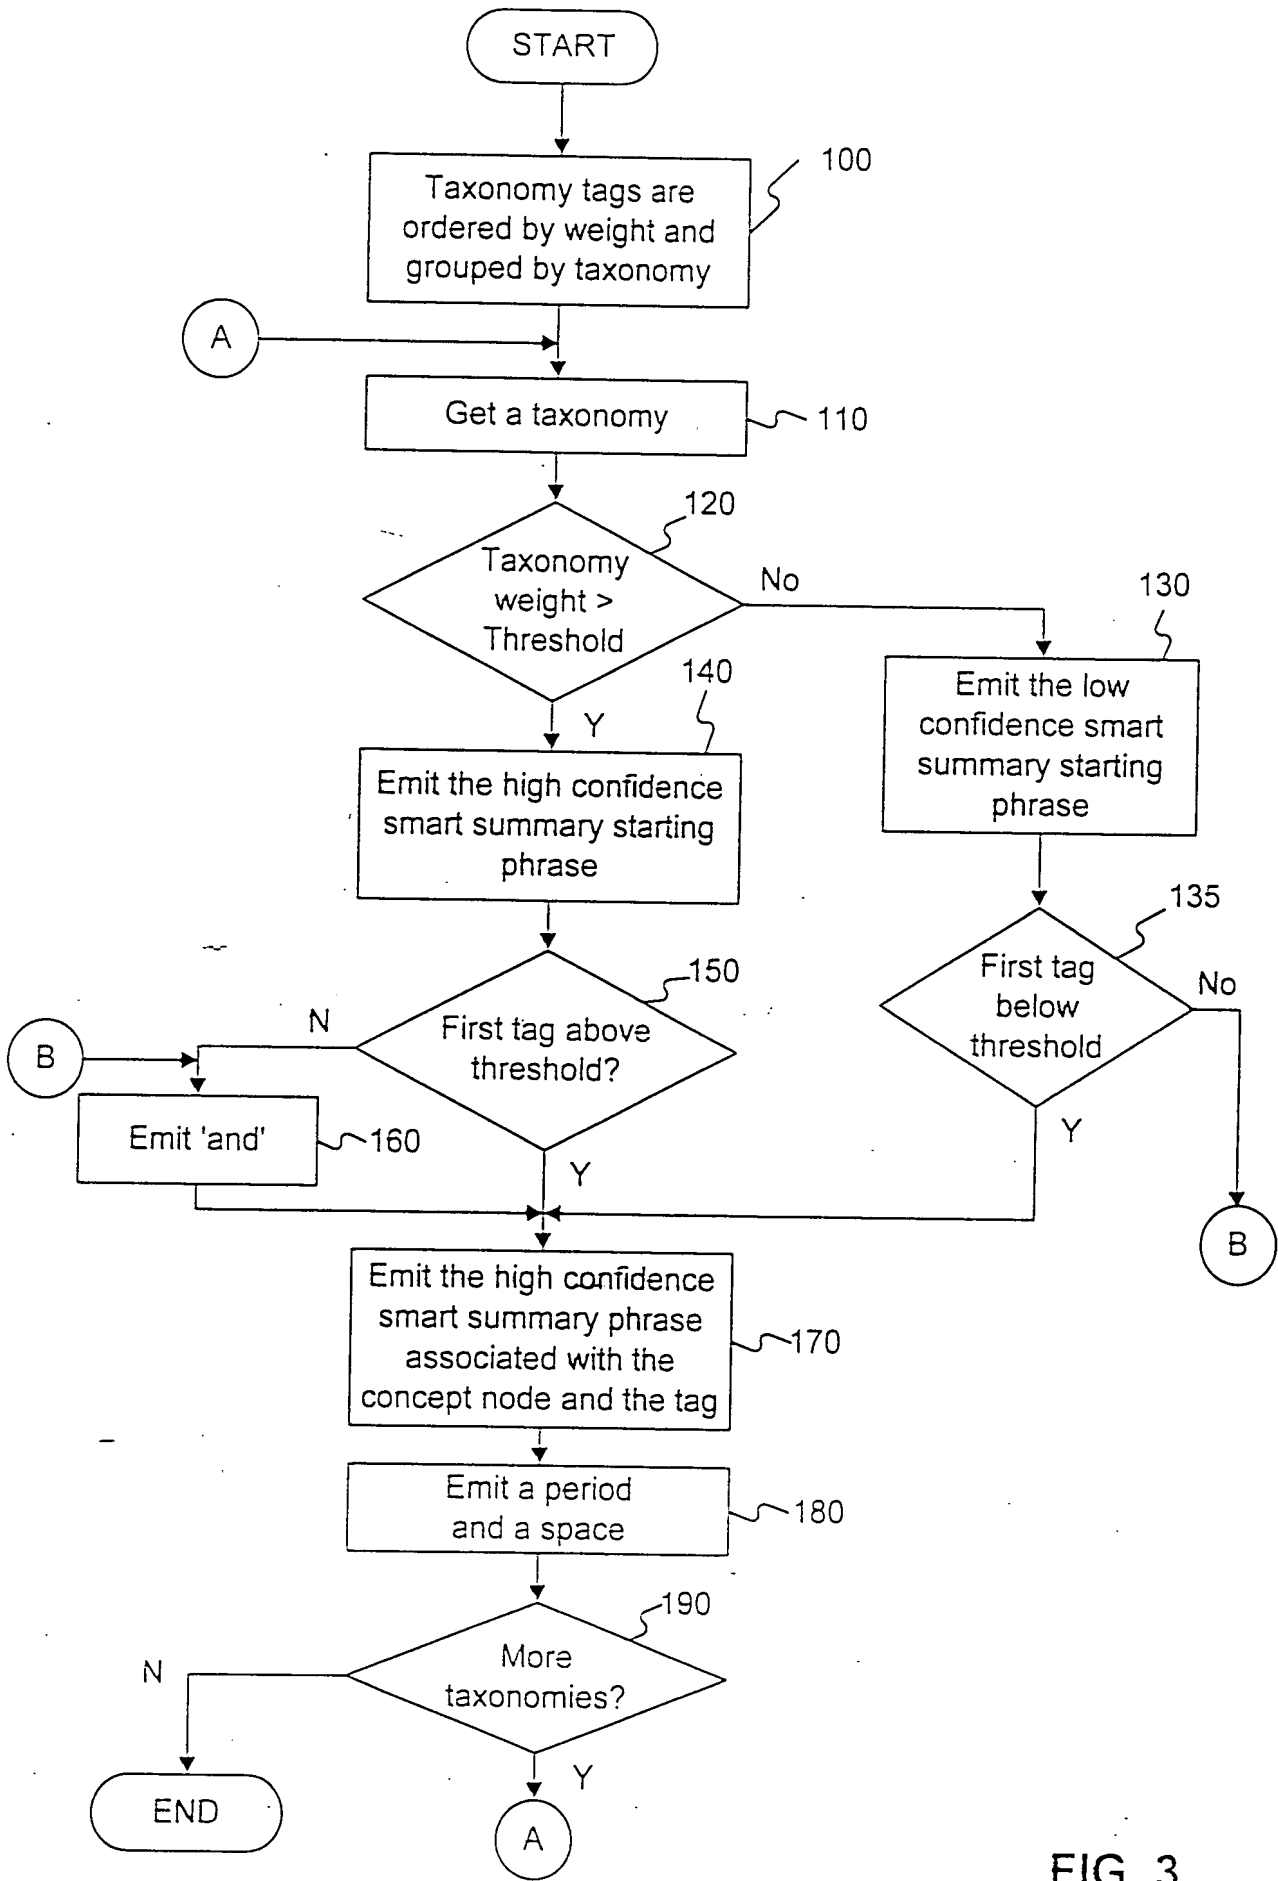 START
100
Taxonomy tags are
ordered by weight and
grouped by taxonomy
A
Get a taxonomy
110
120
Taxonomy
weight >
Threshold
No
130
140
Y
Emit the low
confidence smart
summary starting
phrase
Emit the high confidence
smart summary starting
phrase
135
150
First tag
below
threshold
No
N
First tag above
threshold?
B
Emit 'and'
160
Y
Y
B
Emit the high confidence
smart summary phrase
associated with the
concept node and the tag
170
Emit a period
and a space
180
190
More
taxonomies?
N
Y
END
A
FIG. 3